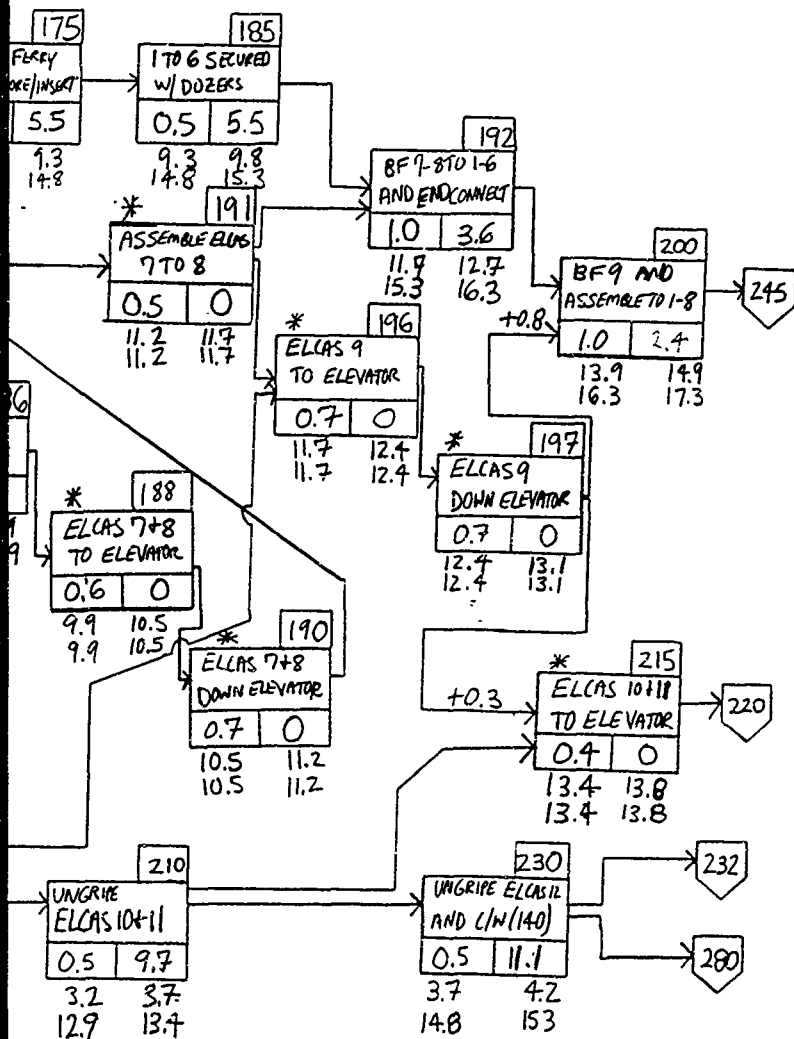 175
FERRY
ORE/INSERT
5.5
9.3
14.8
185
1 TO 6 SECURED
W/ DOZERS
0.5 5.5
9.3 9.8
14.8 15.3
* 191
ASSEMBLE ELCAS
7 TO 8
0.5 0
11.2 11.7
11.2 11.7
192
BF 7-8 TO 1-6
AND END CONNECT
1.0 3.6
11.7 12.7
15.3 16.3
200
BF 9 AND
ASSEMBLE TO 1-8
1.0 2.4
13.9 14.9
16.3 17.3
+0.8
245
* 196
ELCAS 9
TO ELEVATOR
0.7 0
11.7 12.4
11.7 12.4
* 197
ELCAS 9
DOWN ELEVATOR
0.7 0
12.4 13.1
12.4 13.1
* 188
ELCAS 7+8
TO ELEVATOR
0.6 0
9.9 10.5
9.9 10.5
* 190
ELCAS 7+8
DOWN ELEVATOR
0.7 0
10.5 11.2
10.5 11.2
+0.3
* 215
ELCAS 10+11
TO ELEVATOR
0.4 0
13.4 13.8
13.4 13.8
220
210
UNGRIPE
ELCAS 10+11
0.5 9.7
3.2 3.7
12.9 13.4
230
UNGRIPE ELCAS 12
AND C/W (140)
0.5 11.1
3.7 4.2
14.8 153
232
280